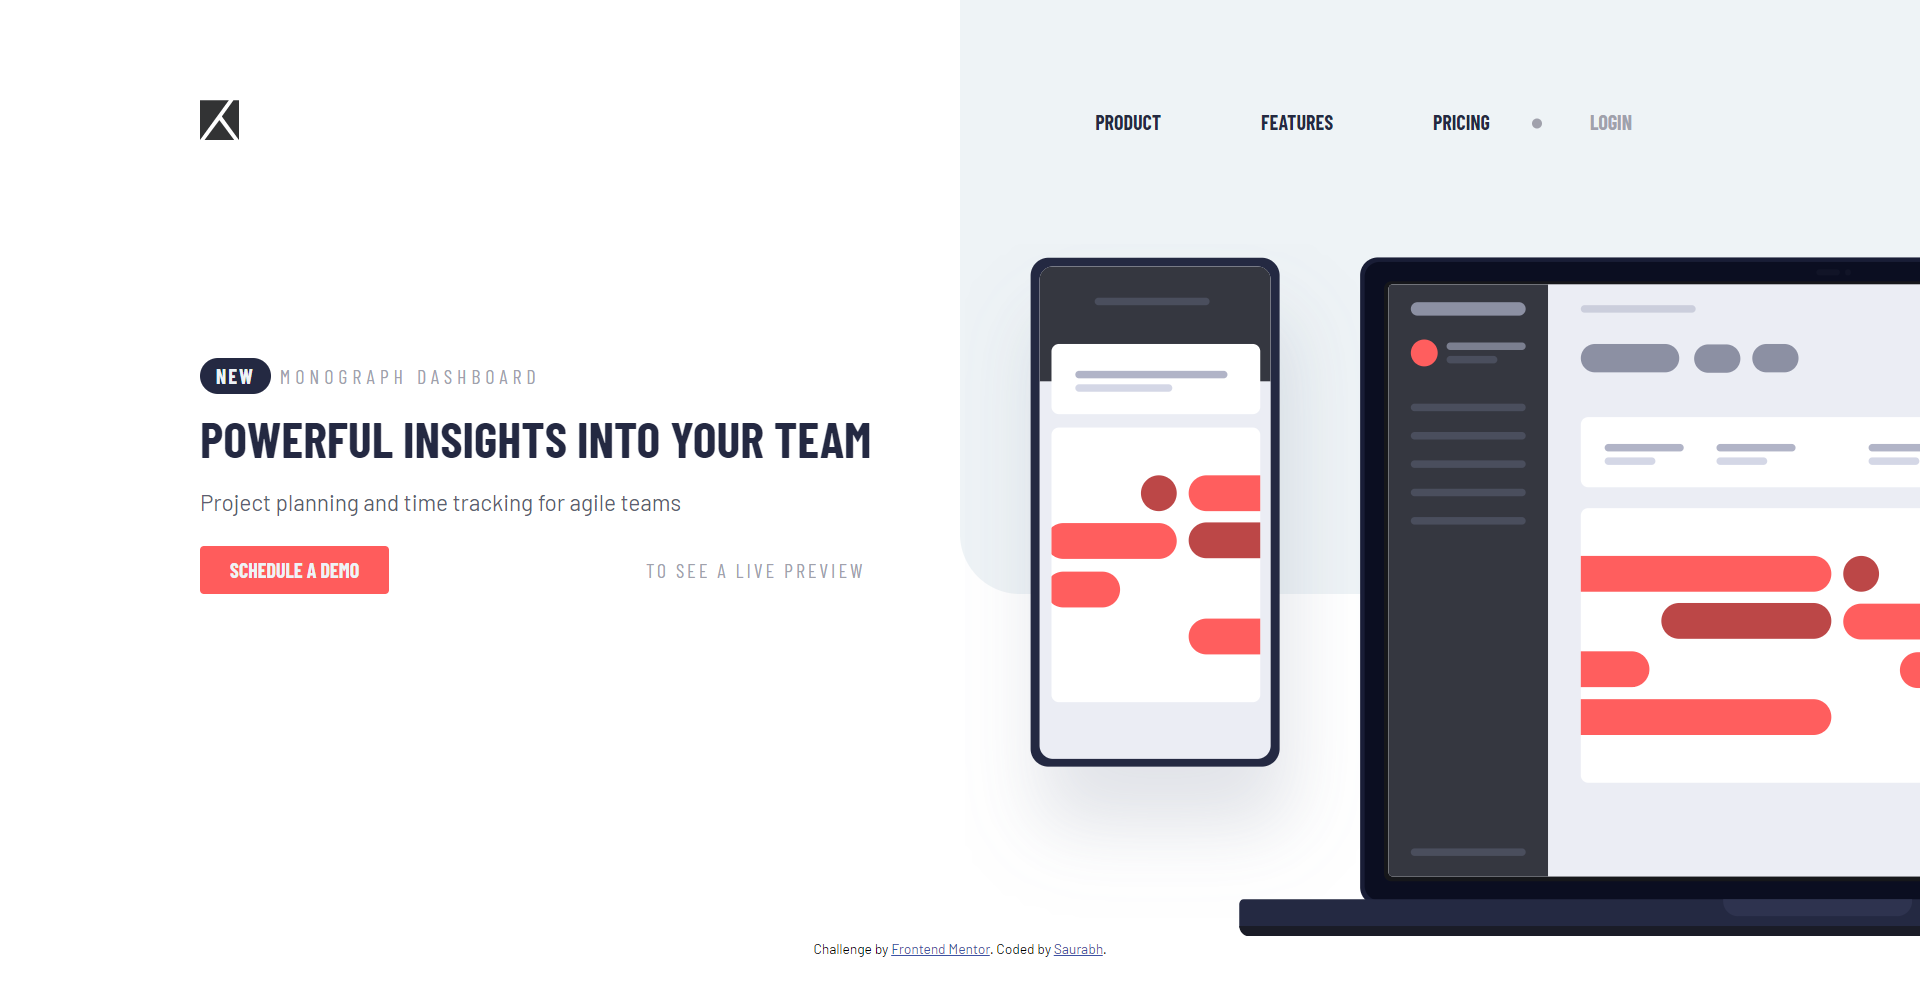 PRODUCT FEATURES PRICING LOGIN
NEW MONOGRAPH DASHBOARD
POWERFUL INSIGHTS INTO YOUR TEAM
Project planning and time tracking for agile teams
SCHEDULE A DEMO TO SEE A LIVE PREVIEW
Challenge by Frontend Mentor. Coded by Saurabh.